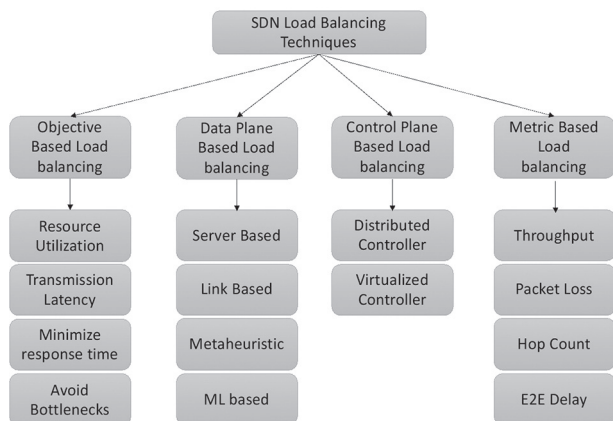 SDN Load Balancing
Techniques
Objective
Based Load
balancing
Data Plane
Based Load
balancing
Control Plane
Based Load
balancing
Metric Based
Load
balancing
Resource
Utilization
Server Based
Distributed
Controller
Throughput
Transmission
Latency
Link Based
Virtualized
Controller
Packet Loss
Minimize
response time
Metaheuristic
Hop Count
Avoid
Bottlenecks
ML based
E2E Delay